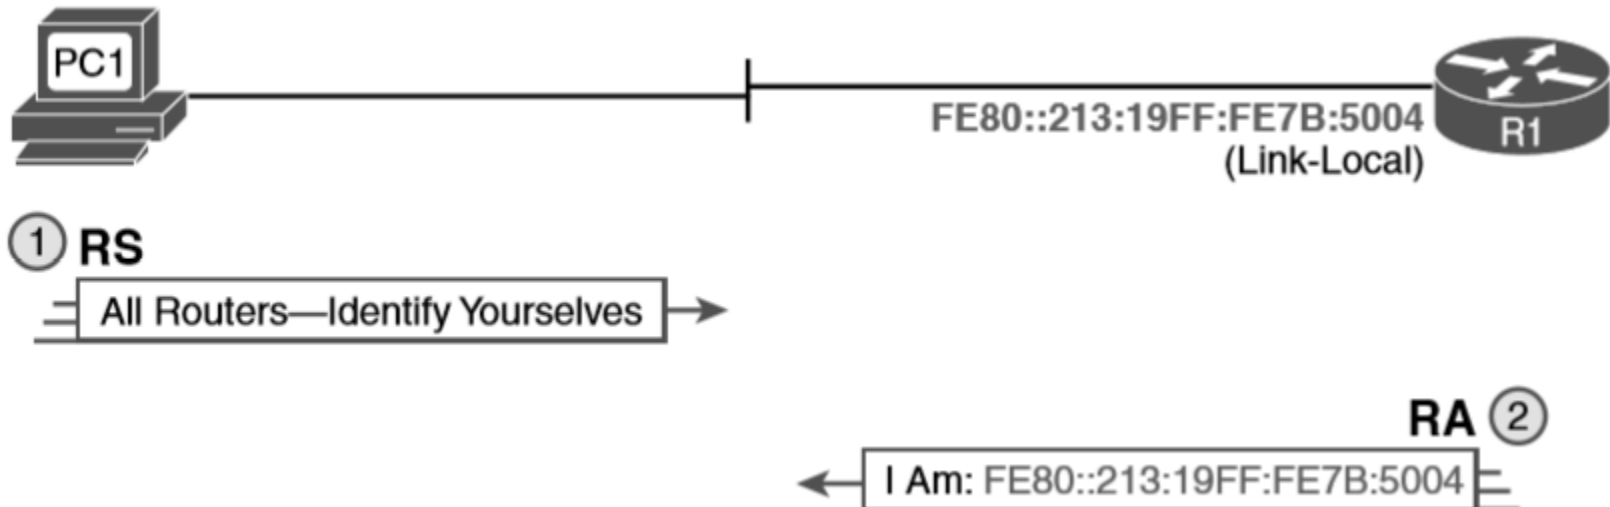 PC1
FE80::213:19FF:FE7B:5004
(Link-Local)
R1
1 RS
All Routers—Identify Yourselves
RA 2
I Am: FE80::213:19FF:FE7B:5004